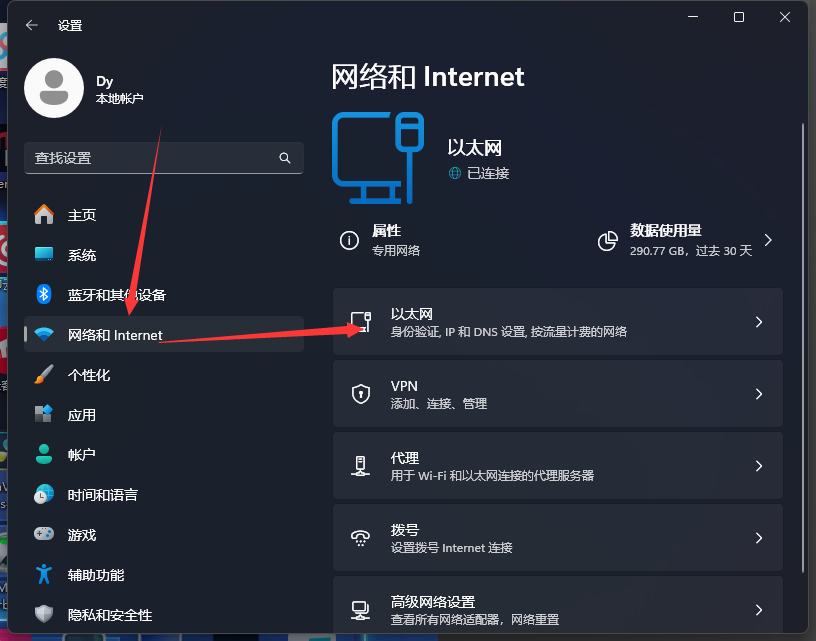 设置
Dy
本地帐户
查找设置
主页
系统
蓝牙和其他设备
网络和 Internet
个性化
应用
帐户
时间和语言
游戏
辅助功能
隐私和安全性
网络和 Internet
以太网
已连接
属性
专用网络
数据使用量
290.77 GB，过去 30 天
以太网
身份验证, IP 和 DNS 设置, 按流量计费的网络
VPN
添加、连接、管理
代理
用于 Wi-Fi 和以太网连接的代理服务器
拨号
设置拨号 Internet 连接
高级网络设置
查看所有网络适配器，网络重置